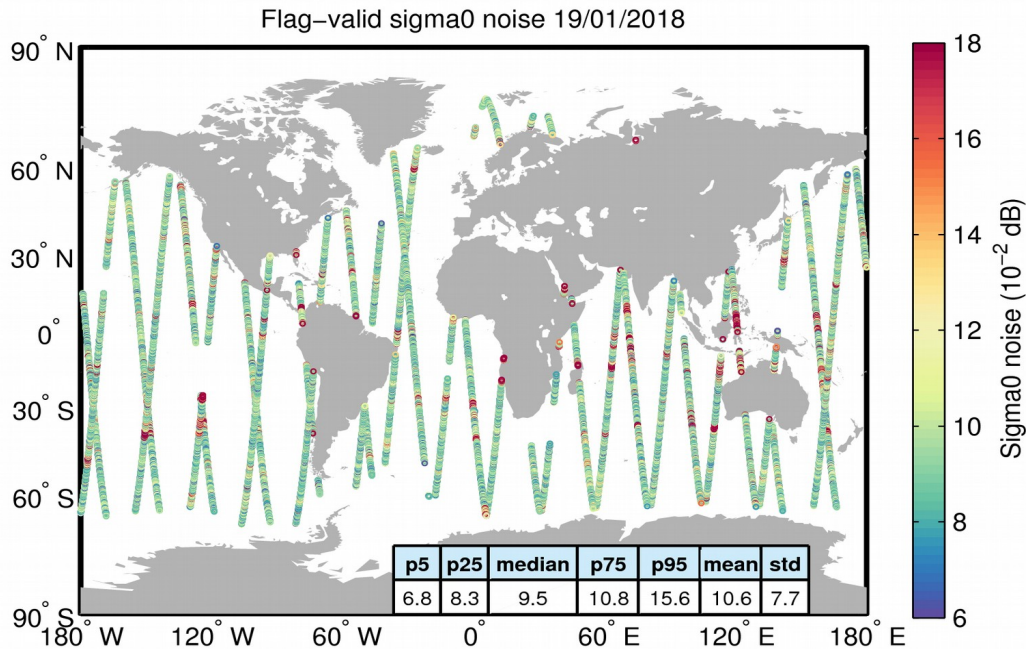 Flag−valid sigma0 noise 19/01/2018
90° N
60° N
30° N
0°
30° S
60° S
90° S
180° W
120° W
60° W
0°
60° E
120° E
180° E
p5 p25 median p75 p95 mean std
6.8 8.3 9.5 10.8 15.6 10.6 7.7
18
16
14
12
10
8
6
Sigma0 noise (10⁻² dB)